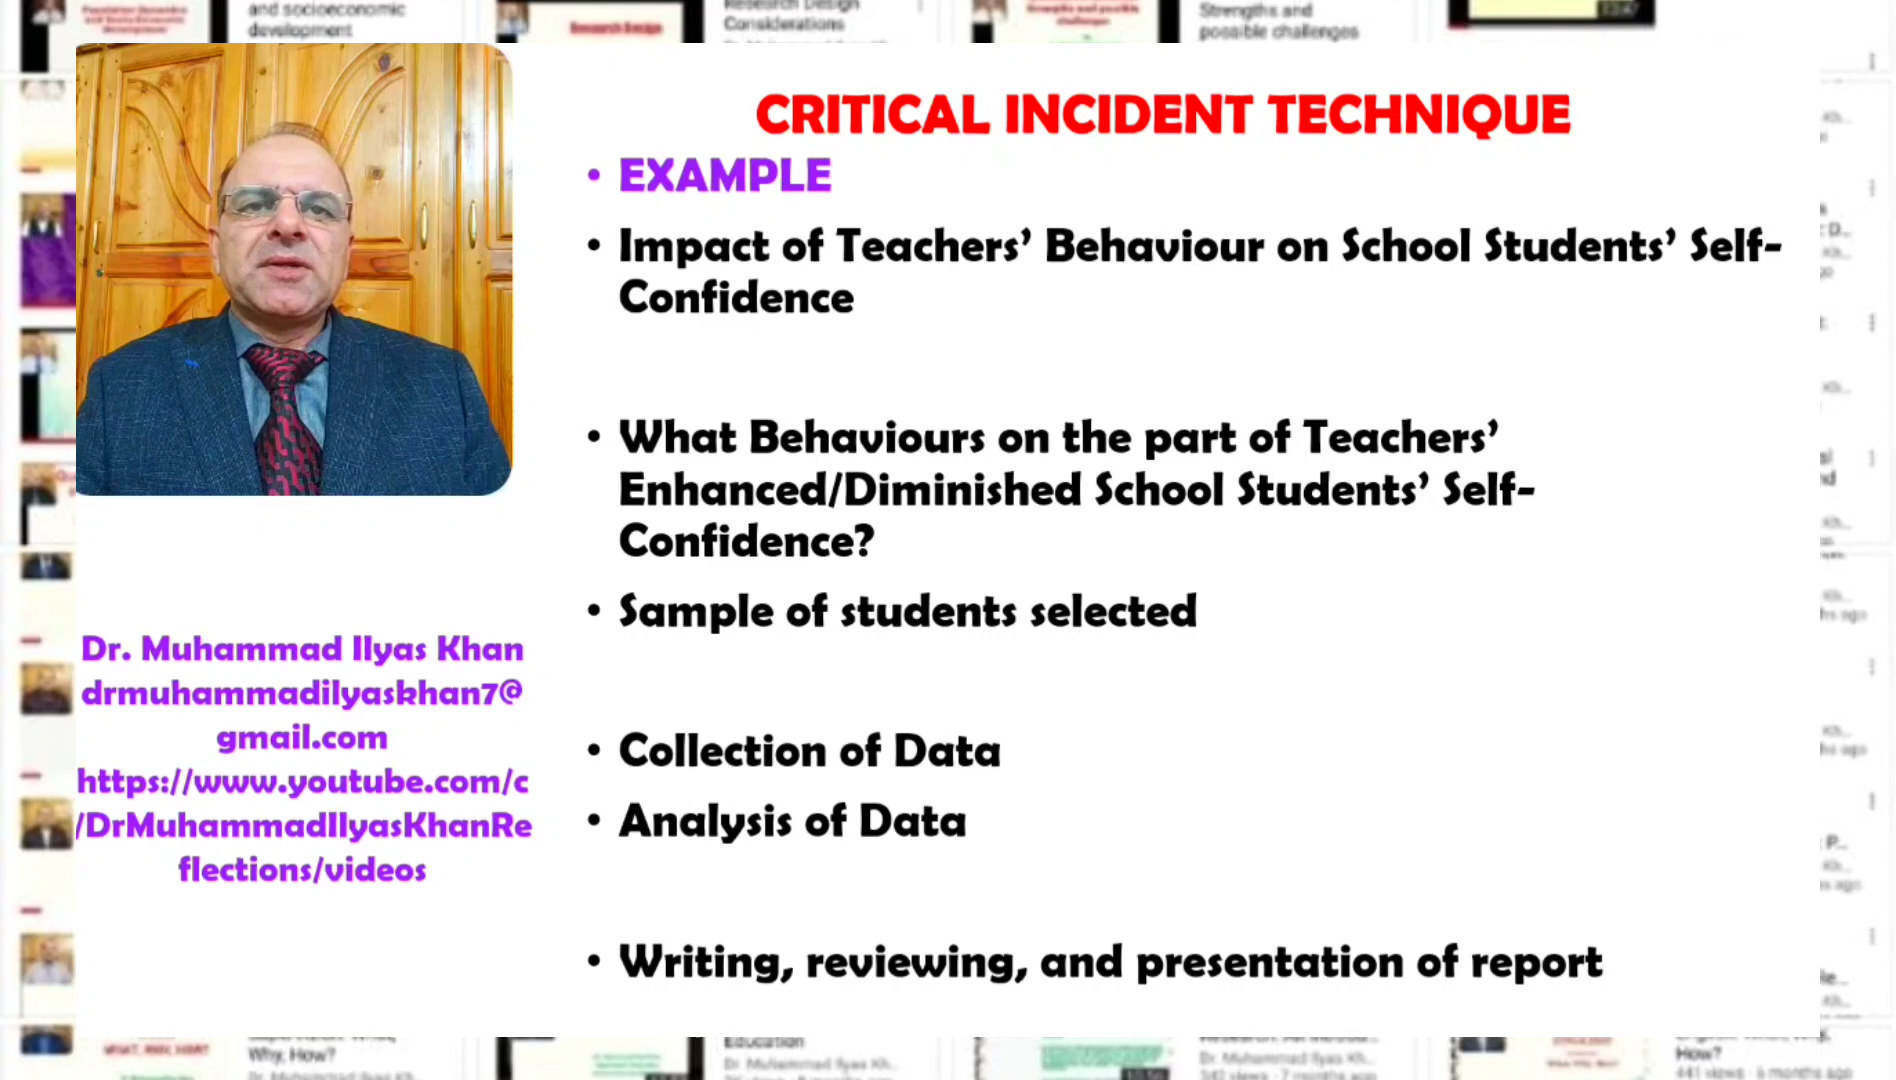 and socioeconomic
development
Research Design
Considerations
Strengths and
possible challenges
CRITICAL INCIDENT TECHNIQUE
• EXAMPLE
• Impact of Teachers’ Behaviour on School Students’ Self-
Confidence
• What Behaviours on the part of Teachers’
Enhanced/Diminished School Students’ Self-
Confidence?
• Sample of students selected
• Collection of Data
• Analysis of Data
• Writing, reviewing, and presentation of report
Dr. Muhammad Ilyas Khan
drmuhammadilyaskhan7@
gmail.com
https://www.youtube.com/c
/DrMuhammadIlyasKhanRe
flections/videos
Why, How?
Education
How?